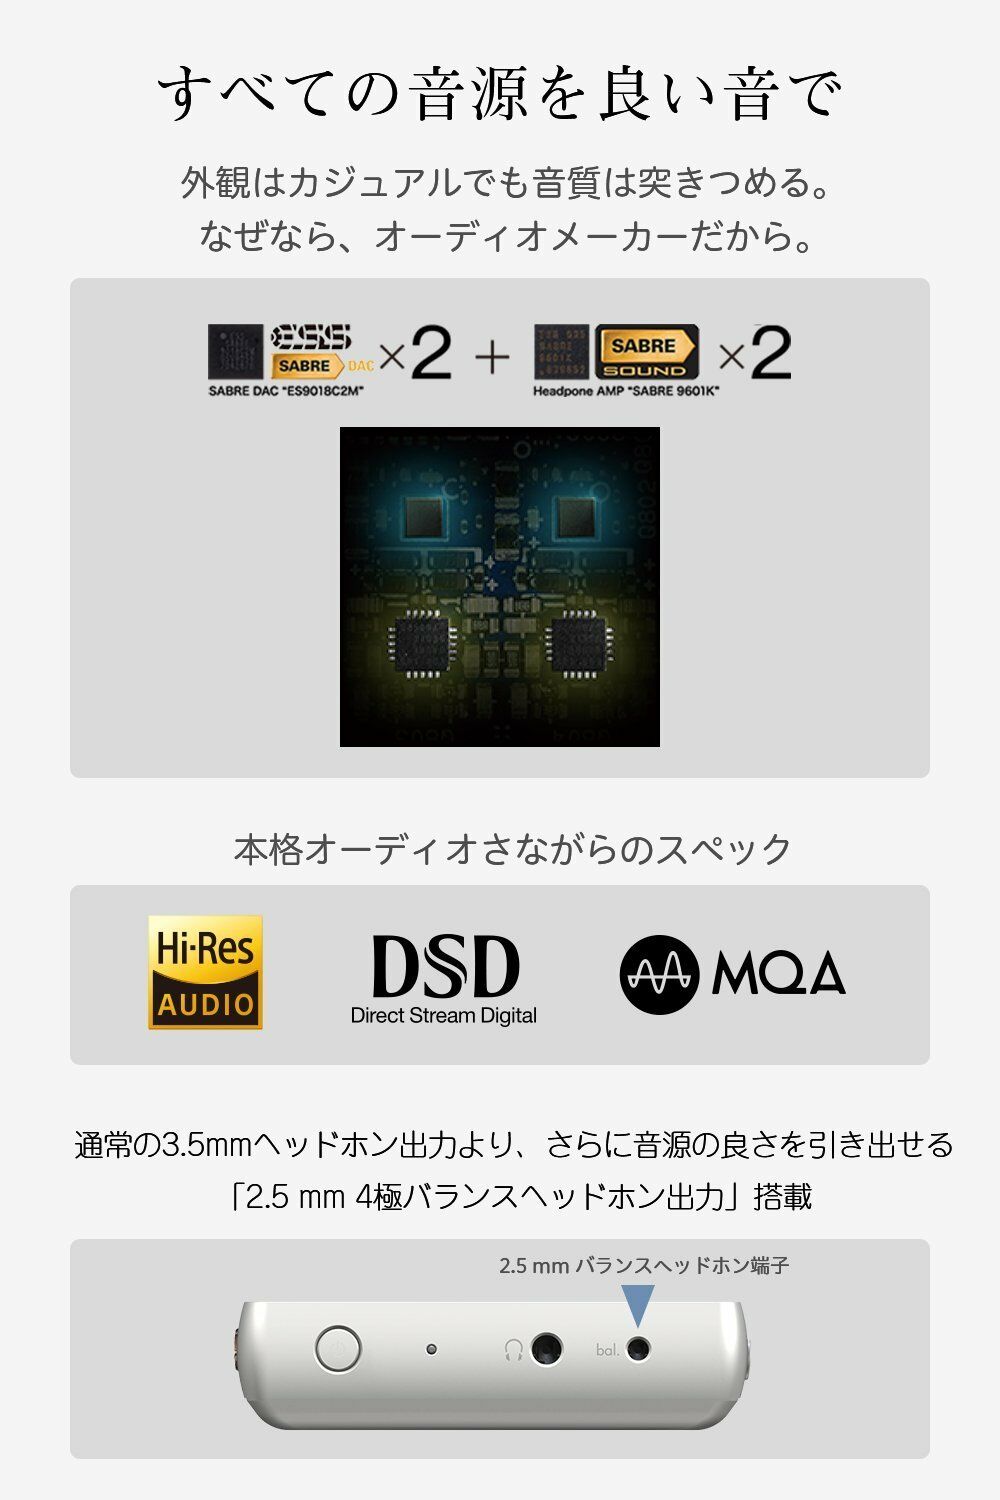 すべての音源を良い音で
外観はカジュアルでも音質は突きつめる。
なぜなら、オーディオメーカーだから。
ESS
SABRE DAC ×2 + SABRE SOUND ×2
SABRE DAC "ES9018C2M"
Headpone AMP "SABRE 9601K"
本格オーディオさながらのスペック
Hi-Res
AUDIO
DSD
Direct Stream Digital
MQA
通常の3.5mmヘッドホン出力より、さらに音源の良さを引き出せる
「2.5 mm 4極バランスヘッドホン出力」搭載
2.5 mm バランスヘッドホン端子
bal.